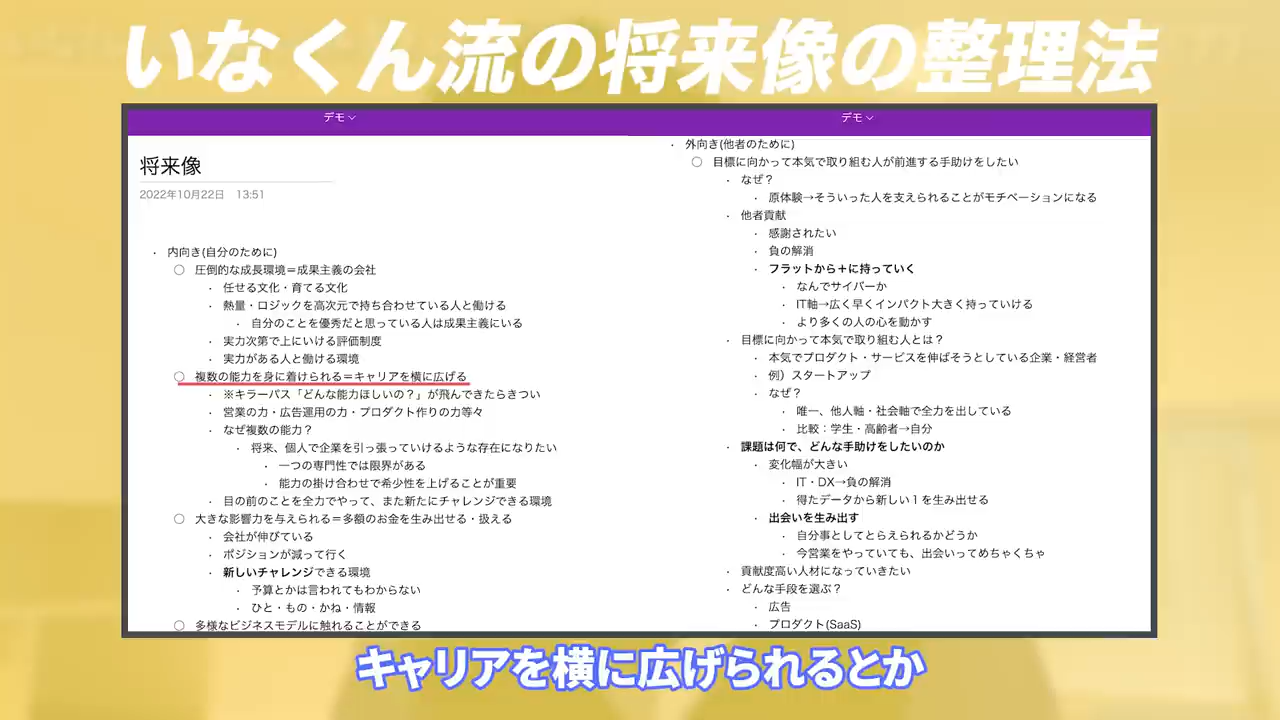 いなくん流の将来像の整理法
デモ
将来像
2022年10月22日 13:51
・ 内向き(自分のために)
○ 圧倒的な成長環境＝成果主義の会社
・ 任せる文化・育てる文化
・ 熱量・ロジックを高次元で持ち合わせている人と働ける
・ 自分のことを優秀だと思っている人は成果主義にいる
・ 実力次第で上にいける評価制度
・ 実力がある人と働ける環境
○ 複数の能力を身に着けられる＝キャリアを横に広げる
・ ※キラーパス「どんな能力ほしいの？」が飛んできたらきつい
・ 営業の力・広告運用の力・プロダクト作りの力等々
・ なぜ複数の能力？
・ 将来、個人で企業を引っ張っていけるような存在になりたい
・ 一つの専門性では限界がある
・ 能力の掛け合わせで希少性を上げることが重要
・ 目の前のことを全力でやって、また新たにチャレンジできる環境
○ 大きな影響力を与えられる＝多額のお金を生み出せる・扱える
・ 会社が伸びている
・ ポジションが減って行く
・ 新しいチャレンジできる環境
・ 予算とかは言われてもわからない
・ ひと・もの・かね・情報
○ 多様なビジネスモデルに触れることができる
デモ
・ 外向き(他者のために)
○ 目標に向かって本気で取り組む人が前進する手助けをしたい
・ なぜ？
・ 原体験→そういった人を支えられることがモチベーションになる
・ 他者貢献
・ 感謝されたい
・ 負の解消
・ フラットから＋に持っていく
・ なんでサイバーか
・ IT軸→広く早くインパクト大きく持っていける
・ より多くの人の心を動かす
・ 目標に向かって本気で取り組む人とは？
・ 本気でプロダクト・サービスを伸ばそうとしている企業・経営者
・ 例）スタートアップ
・ なぜ？
・ 唯一、他人軸・社会軸で全力を出している
・ 比較：学生・高齢者→自分
・ 課題は何で、どんな手助けをしたいのか
・ 変化幅が大きい
・ IT・DX→負の解消
・ 得たデータから新しい１を生み出せる
・ 出会いを生み出す
・ 自分事としてとらえられるかどうか
・ 今営業をやっていても、出会いってめちゃくちゃ
・ 貢献度高い人材になっていきたい
・ どんな手段を選ぶ？
・ 広告
・ プロダクト(SaaS)
キャリアを横に広げられるとか